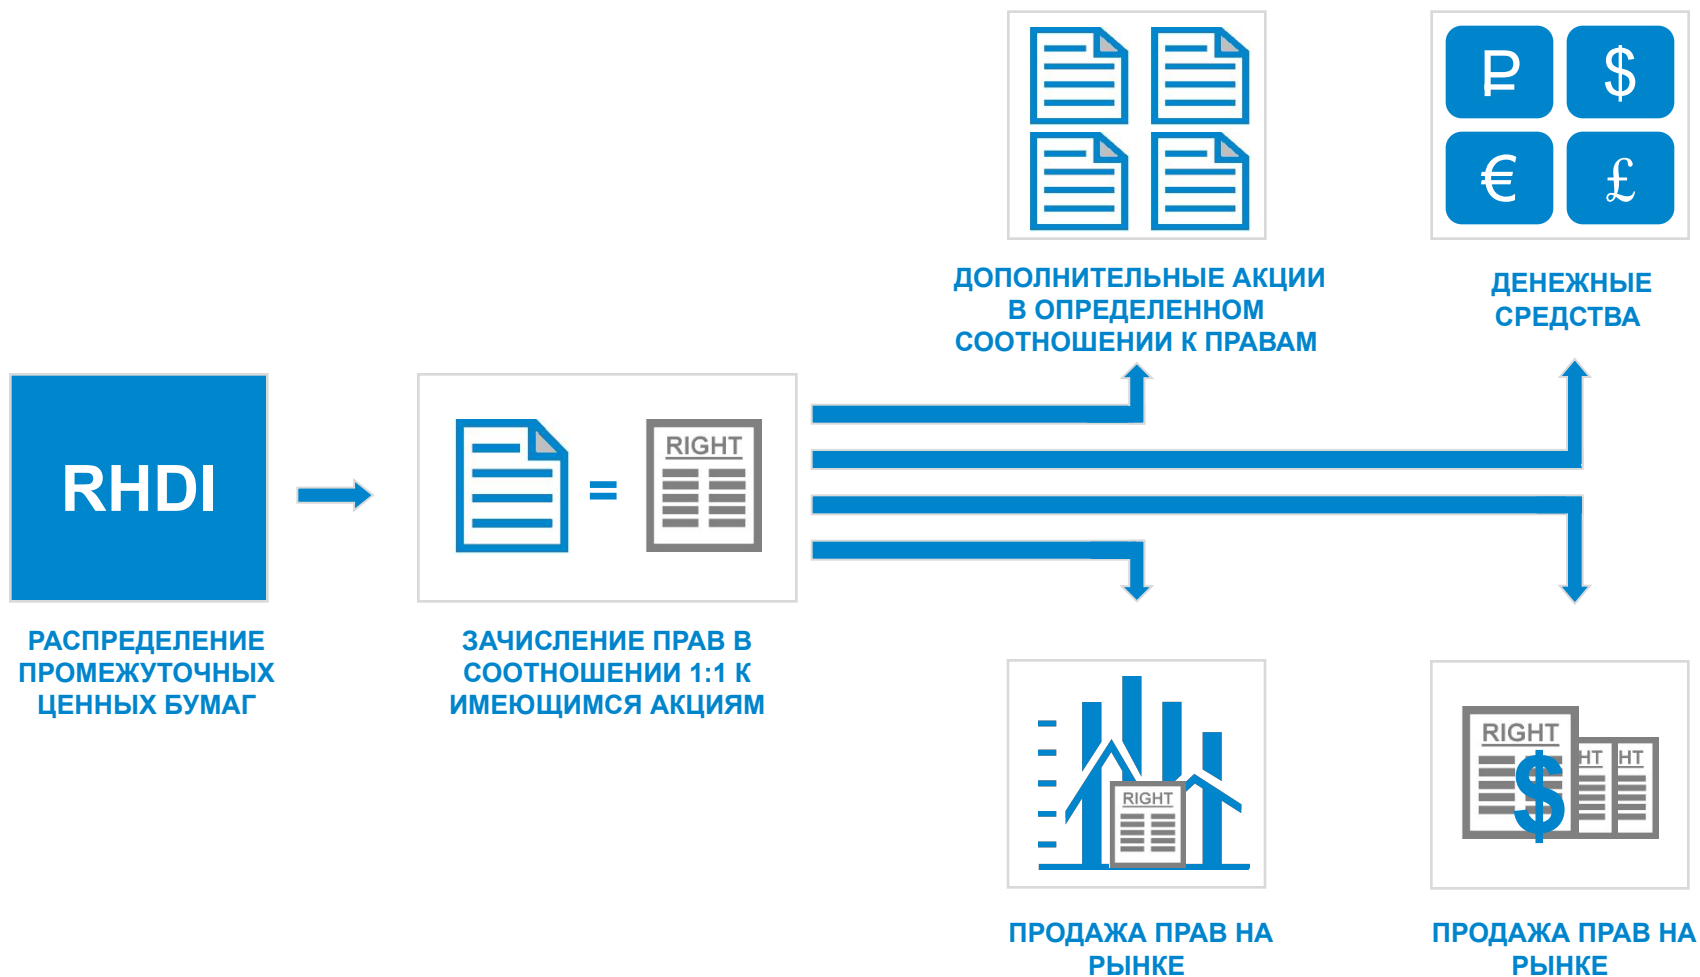 RHDI
РАСПРЕДЕЛЕНИЕ
ПРОМЕЖУТОЧНЫХ
ЦЕННЫХ БУМАГ
=
RIGHT
ЗАЧИСЛЕНИЕ ПРАВ В
СООТНОШЕНИИ 1:1 К
ИМЕЮЩИМСЯ АКЦИЯМ
ДОПОЛНИТЕЛЬНЫЕ АКЦИИ
В ОПРЕДЕЛЕННОМ
СООТНОШЕНИИ К ПРАВАМ
₽ $
€ £
ДЕНЕЖНЫЕ
СРЕДСТВА
RIGHT
ПРОДАЖА ПРАВ НА
РЫНКЕ
RIGHT
HT HT
$
ПРОДАЖА ПРАВ НА
РЫНКЕ